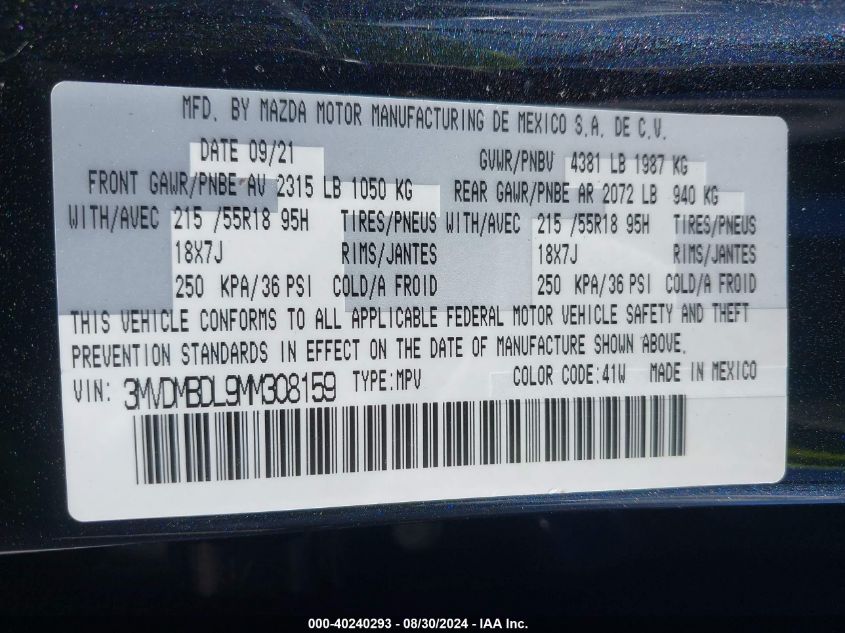 MFD. BY MAZDA MOTOR MANUFACTURING DE MEXICO S.A. DE C.V.
DATE 09/21 GVWR/PNBV 4381 LB 1987 KG
FRONT GAWR/PNBE AV 2315 LB 1050 KG REAR GAWR/PNBE AR 2072 LB 940 KG
WITH/AVEC 215 /55R18 95H TIRES/PNEUS WITH/AVEC 215 /55R18 95H TIRES/PNEUS
18X7J RIMS/JANTES 18X7J RIMS/JANTES
250 KPA/36 PSI COLD/A FROID 250 KPA/36 PSI COLD/A FROID
THIS VEHICLE CONFORMS TO ALL APPLICABLE FEDERAL MOTOR VEHICLE SAFETY AND THEFT
PREVENTION STANDARDS IN EFFECT ON THE DATE OF MANUFACTURE SHOWN ABOVE.
VIN: 3MVDMBDL9MM308159 TYPE:MPV COLOR CODE:41W MADE IN MEXICO
000-40240293 - 08/30/2024 - IAA Inc.